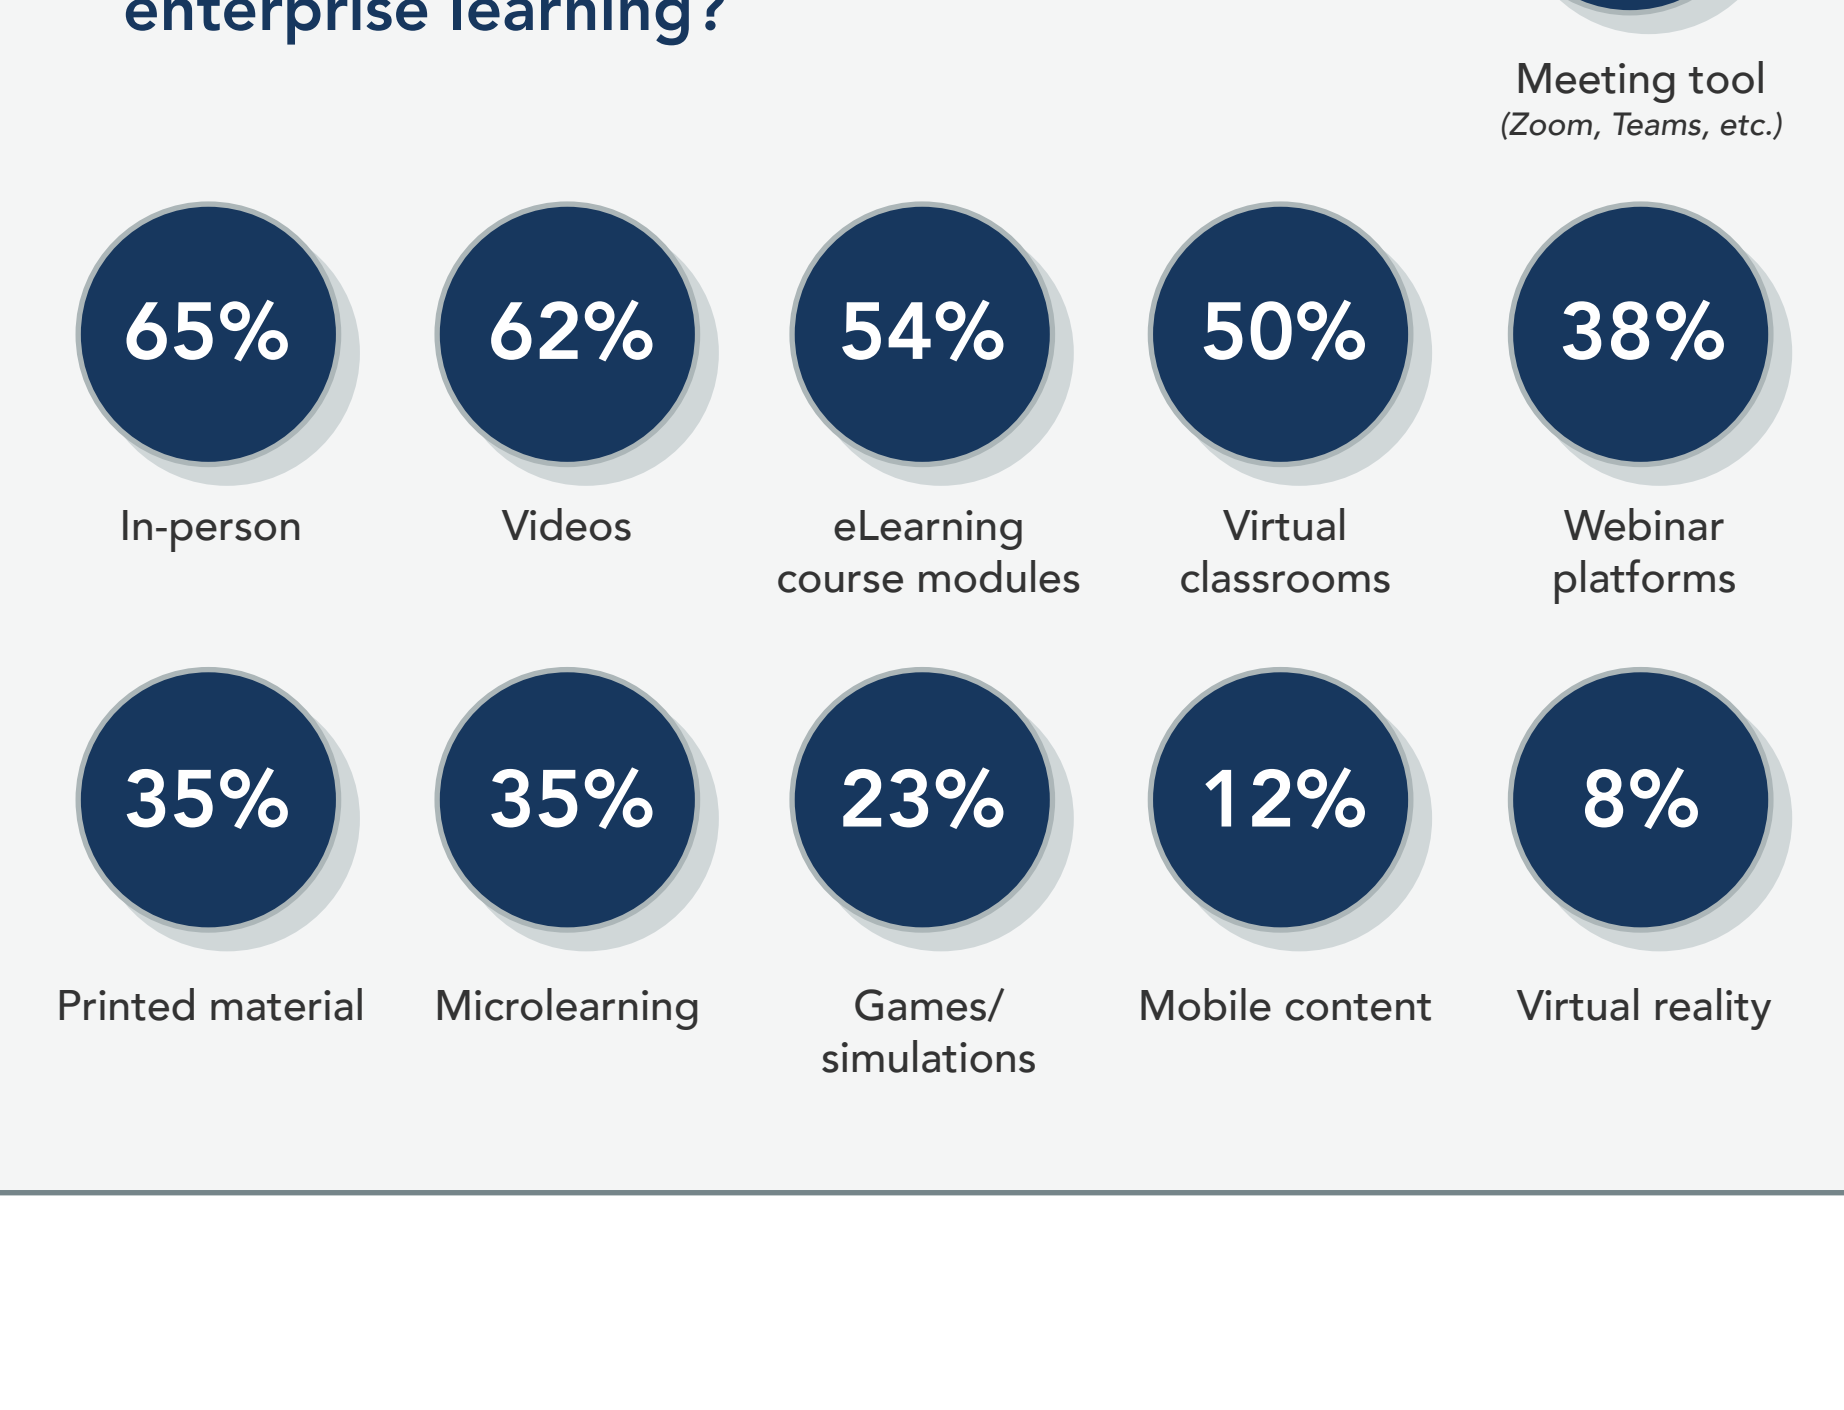 enterprise learning?
Meeting tool
(Zoom, Teams, etc.)
65%
62%
54%
50%
38%
In-person
Videos
eLearning
course modules
Virtual
classrooms
Webinar
platforms
35%
35%
23%
12%
8%
Printed material
Microlearning
Games/
simulations
Mobile content
Virtual reality